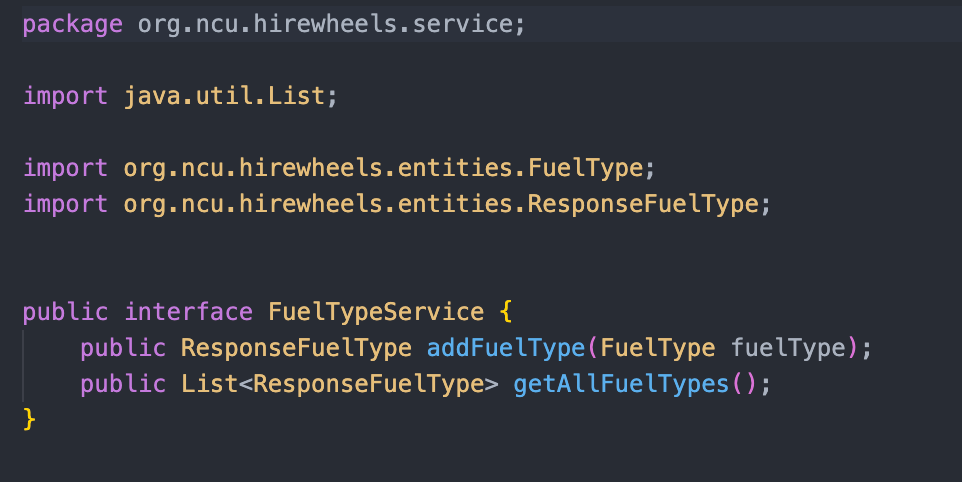 package org.ncu.hirewheels.service;
import java.util.List;
import org.ncu.hirewheels.entities.FuelType;
import org.ncu.hirewheels.entities.ResponseFuelType;
public interface FuelTypeService {
    public ResponseFuelType addFuelType(FuelType fuelType);
    public List<ResponseFuelType> getAllFuelTypes();
}